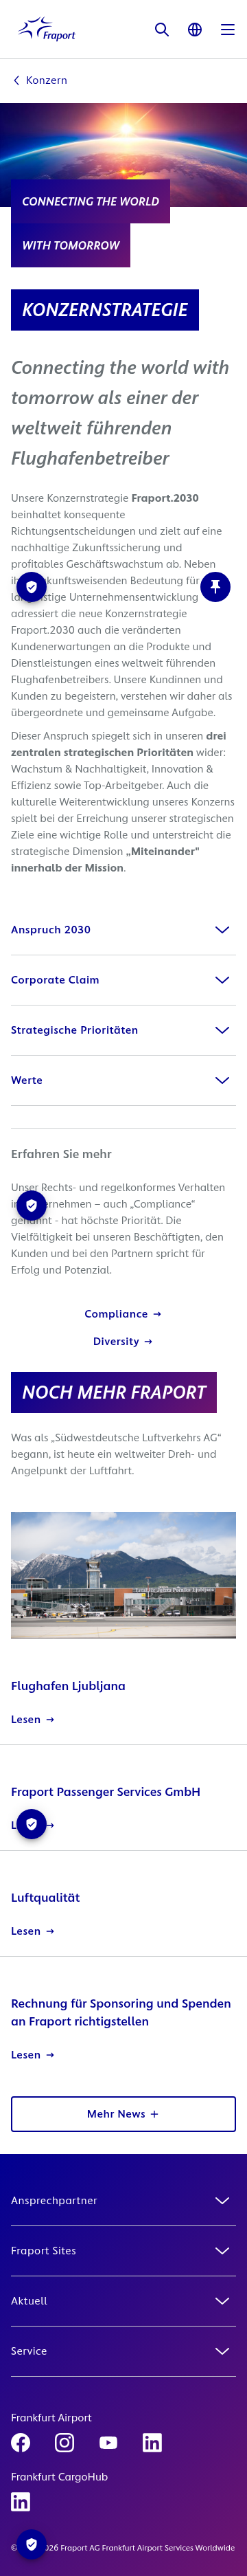 Fraport
Konzern
CONNECTING THE WORLD
WITH TOMORROW
KONZERNSTRATEGIE
Connecting the world with
tomorrow als einer der
weltweit führenden
Flughafenbetreiber
Unsere Konzernstrategie Fraport.2030
beinhaltet konsequente
Richtungsentscheidungen und zielt auf eine
nachhaltige Zukunftssicherung und
profitables Geschäftswachstum ab. Neben
zukunftsweisenden Bedeutung für
Unternehmensentwicklung
adressiert die neue Konzernstrategie
Fraport.2030 auch die veränderten
Kundenerwartungen an die Produkte und
Dienstleistungen eines weltweit führenden
Flughafenbetreibers. Unsere Kundinnen und
Kunden zu begeistern, verstehen wir daher als
übergeordnete und gemeinsame Aufgabe.
Dieser Anspruch spiegelt sich in unseren drei
zentralen strategischen Prioritäten wider:
Wachstum & Nachhaltigkeit, Innovation &
Effizienz sowie Top-Arbeitgeber. Auch die
kulturelle Weiterentwicklung unseres Konzerns
spielt bei der Erreichung unserer strategischen
Ziele eine wichtige Rolle und unterstreicht die
strategische Dimension „Miteinander"
innerhalb der Mission.
Anspruch 2030
Corporate Claim
Strategische Prioritäten
Werte
Erfahren Sie mehr
Unser Rechts- und regelkonformes Verhalten
Unternehmen – auch „Compliance“
genannt - hat höchste Priorität. Die
Vielfältigkeit bei unseren Beschäftigten, den
Kunden und bei den Partnern spricht für
Erfolg und Potenzial.
Compliance →
Diversity →
NOCH MEHR FRAPORT
Was als „Südwestdeutsche Luftverkehrs AG“
begann, ist heute ein weltweiter Dreh- und
Angelpunkt der Luftfahrt.
Flughafen Ljubljana
Lesen →
Fraport Passenger Services GmbH
→
Luftqualität
Lesen →
Rechnung für Sponsoring und Spenden
an Fraport richtigstellen
Lesen →
Mehr News +
Ansprechpartner
Fraport Sites
Aktuell
Service
Frankfurt Airport
Frankfurt CargoHub
Fraport AG Frankfurt Airport Services Worldwide